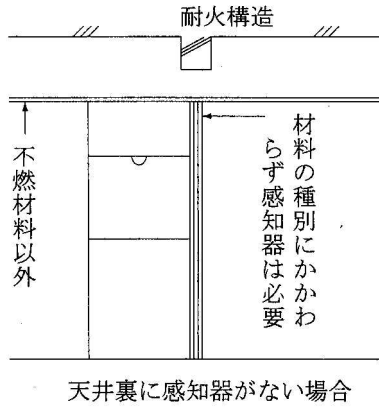 耐火構造
不燃材料以外
材料の種別にかかわ
らず感知器は必要
天井裏に感知器がない場合